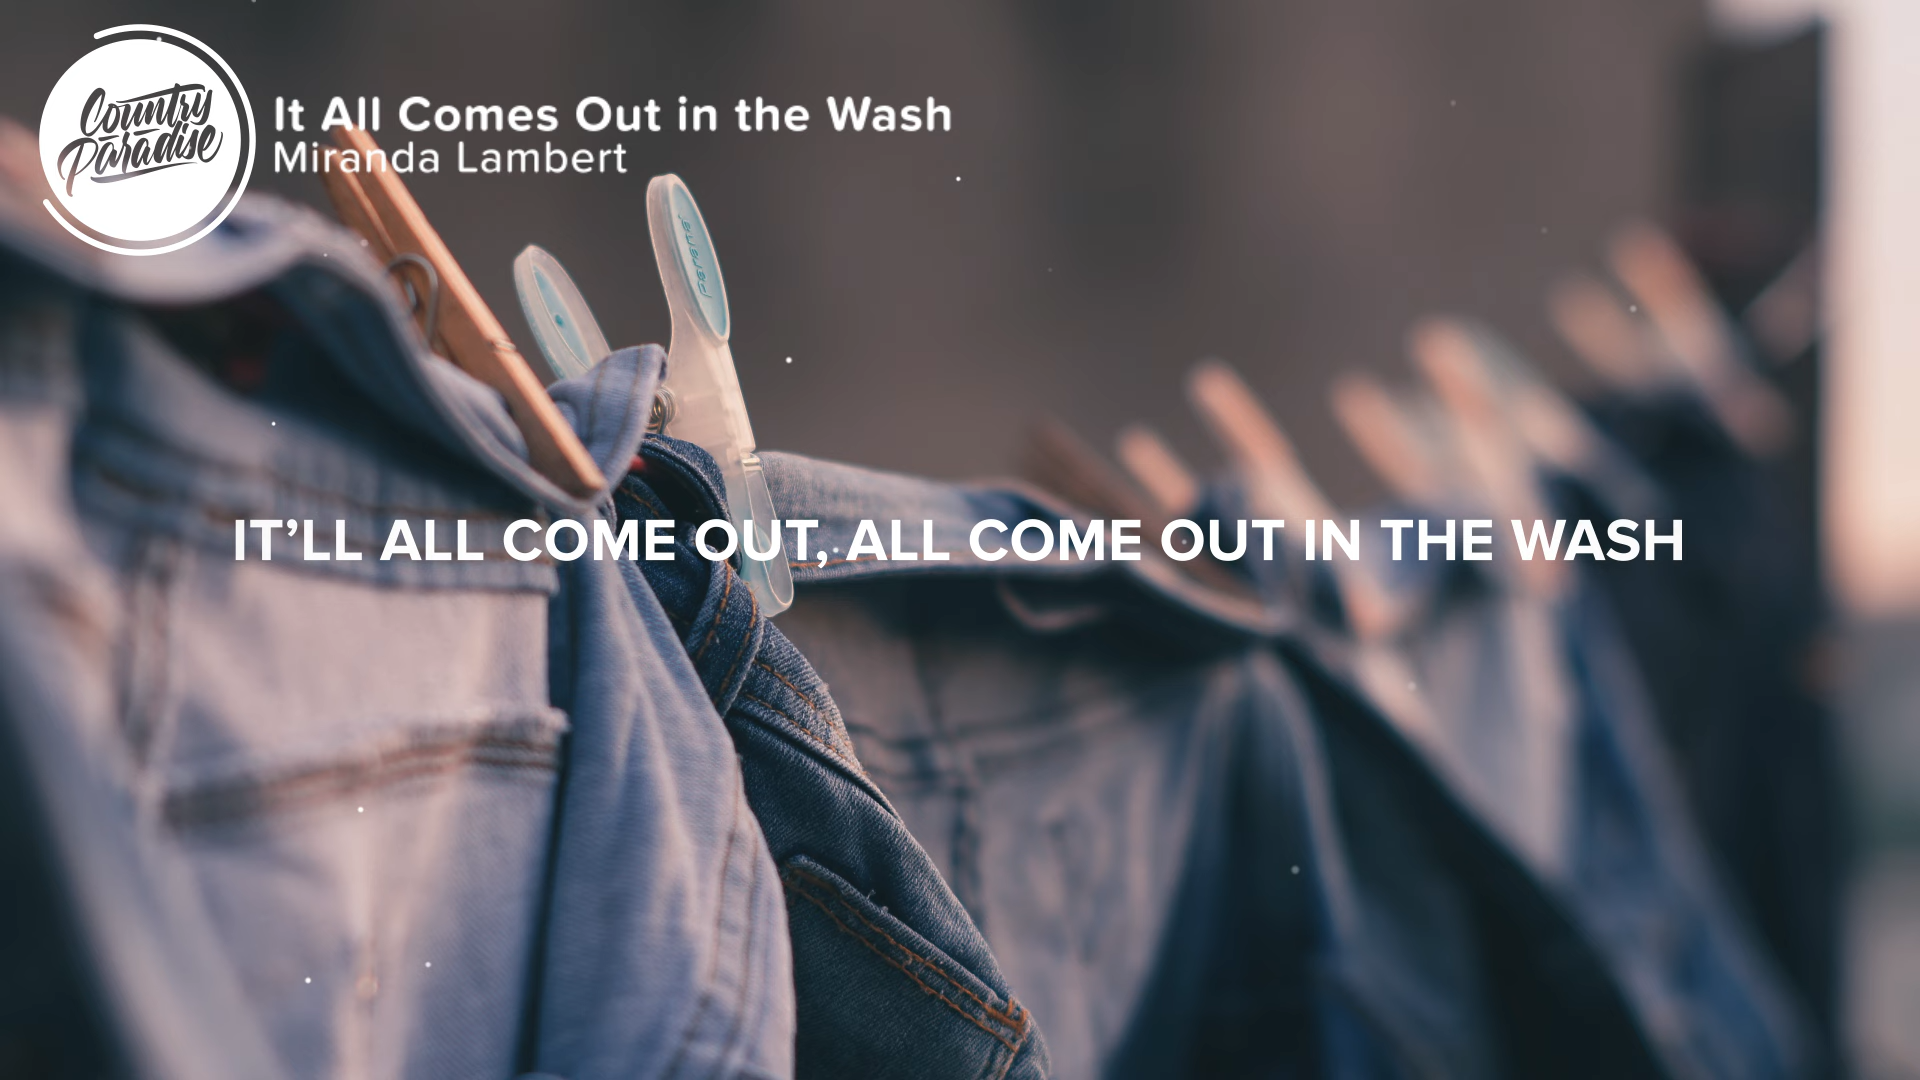 Country
Paradise
It All Comes Out in the Wash
Miranda Lambert
IT’LL ALL COME OUT, ALL COME OUT IN THE WASH